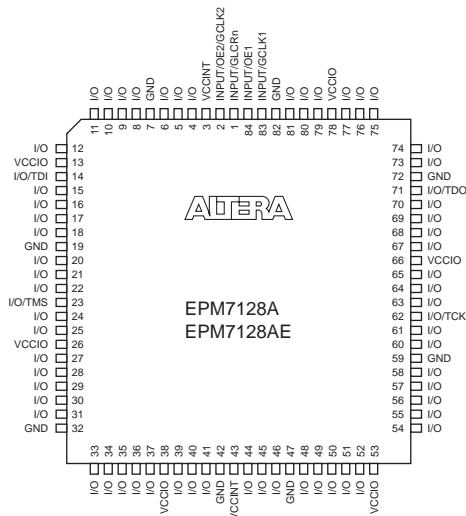 I/O I/O I/O I/O GND I/O I/O I/O VCCINT INPUT/OE2/GCLK2 INPUT/GLCRn INPUT/OE1 INPUT/GCLK1 GND I/O I/O I/O VCCIO I/O I/O I/O
11 10 9 8 7 6 5 4 3 2 1 84 83 82 81 80 79 78 77 76 75
I/O 12 74 I/O
VCCIO 13 73 I/O
I/O/TDI 14 72 GND
I/O 15 71 I/O/TDO
I/O 16 70 I/O
I/O 17 69 I/O
I/O 18 68 I/O
GND 19 67 I/O
I/O 20 66 VCCIO
I/O 21 65 I/O
I/O 22 64 I/O
I/O/TMS 23 63 I/O
I/O 24 62 I/O/TCK
I/O 25 61 I/O
VCCIO 26 60 I/O
I/O 27 59 GND
I/O 28 58 I/O
I/O 29 57 I/O
I/O 30 56 I/O
I/O 31 55 I/O
GND 32 54 I/O
ALTERA
EPM7128A
EPM7128AE
33 34 35 36 37 38 39 40 41 42 43 44 45 46 47 48 49 50 51 52 53
I/O I/O I/O I/O I/O VCCIO I/O I/O I/O GND /CCINT I/O I/O I/O GND I/O I/O I/O I/O I/O VCCIO